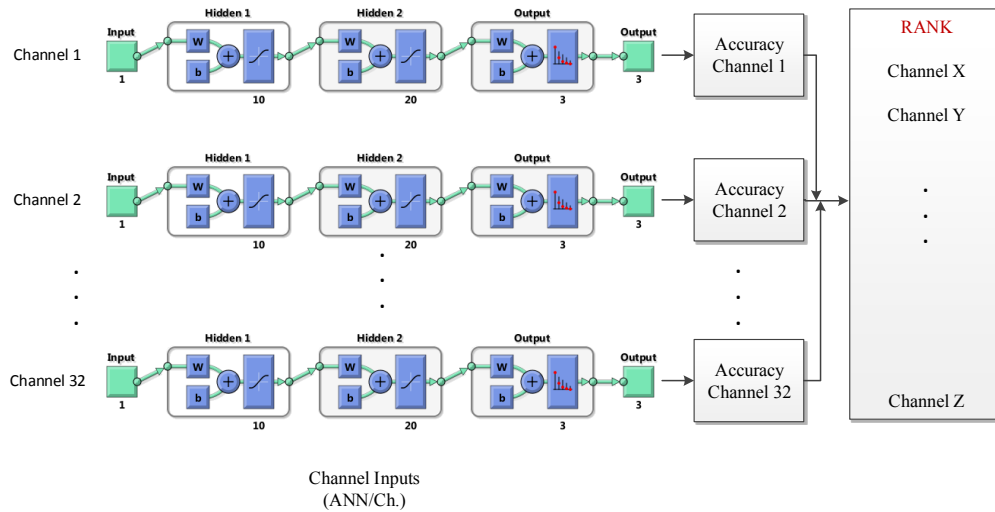 Hidden 1 Hidden 2 Output
Input Output
Channel 1 W b + W b + W b + Accuracy
Channel 1
1 10 20 3 3
Hidden 1 Hidden 2 Output
Input Output
Channel 2 W b + W b + W b + Accuracy
Channel 2
1 10 20 3 3
Hidden 1 Hidden 2 Output
Input Output
Channel 32 W b + W b + W b + Accuracy
Channel 32
1 10 20 3 3
RANK
Channel X
Channel Y
.
.
.
Channel Z
Channel Inputs
(ANN/Ch.)